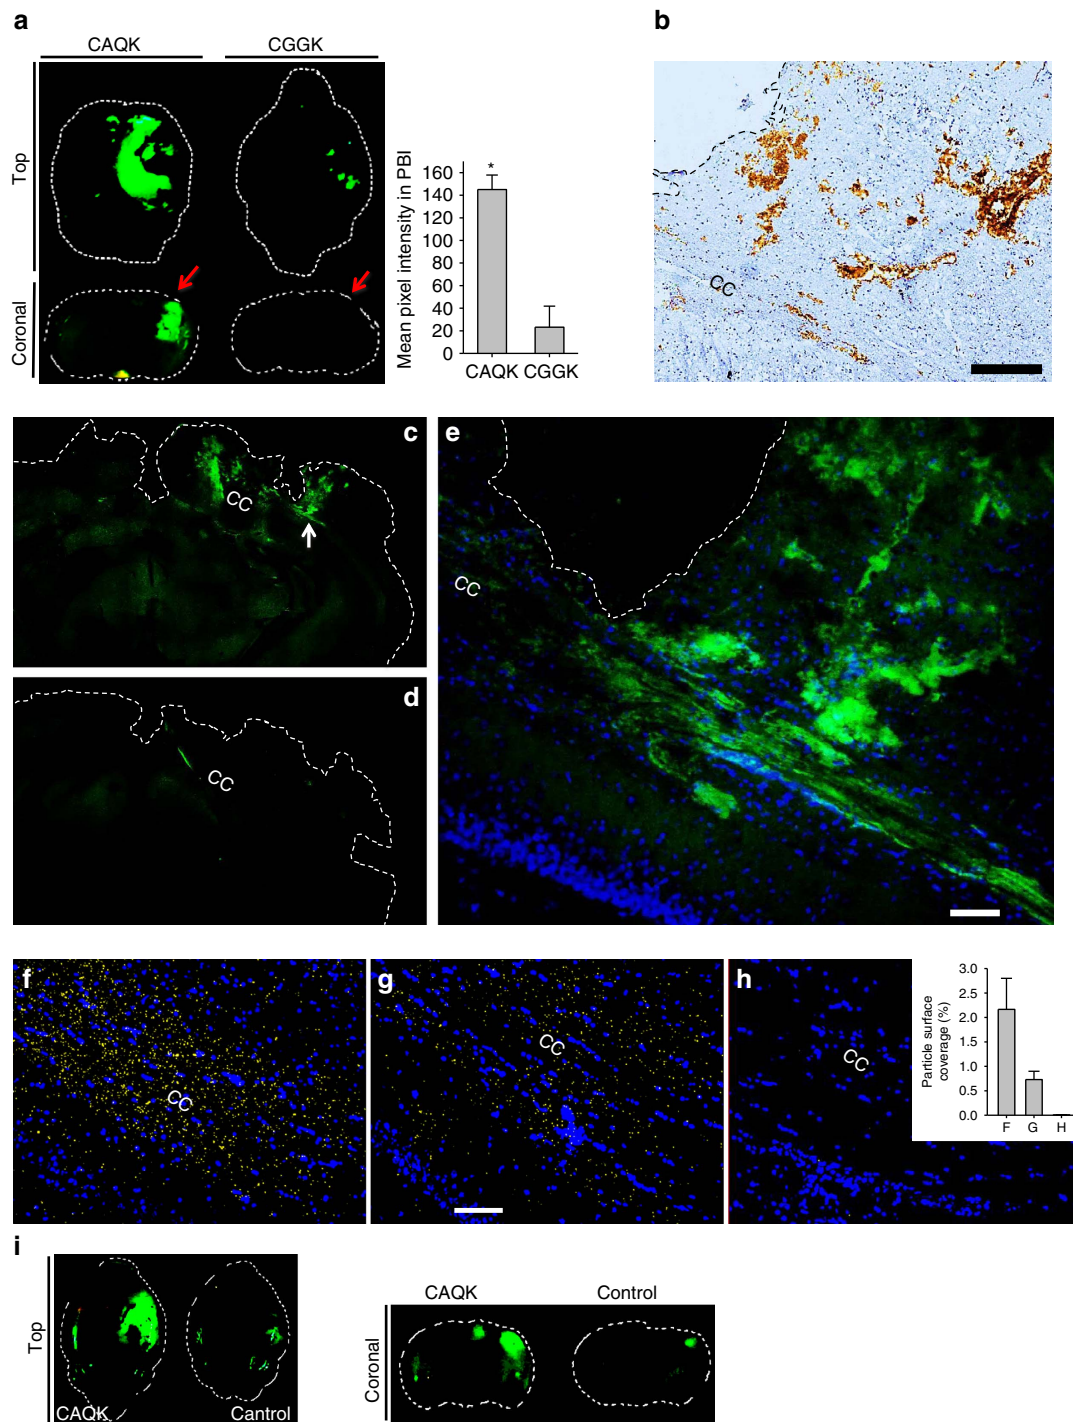 a
CAQK CGGK
Top
Coronal
Mean pixel intensity in PBI
160
140
120
100
80
60
40
20
0
*
CAQK CGGK
b
CC
c
CC
d
CC
e
CC
f
CC
g
CC
h
CC
Particle surface
coverage (%)
3.0
2.5
2.0
1.5
1.0
0.5
0.0
F G H
i
Top
CAQK Cantrol
Coronal
CAQK Control